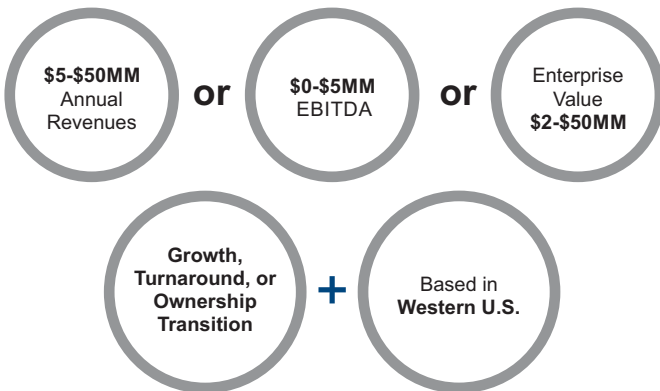 $5-$50MM
Annual
Revenues
or
$0-$5MM
EBITDA
or
Enterprise
Value
$2-$50MM
Growth,
Turnaround, or
Ownership
Transition
+
Based in
Western U.S.